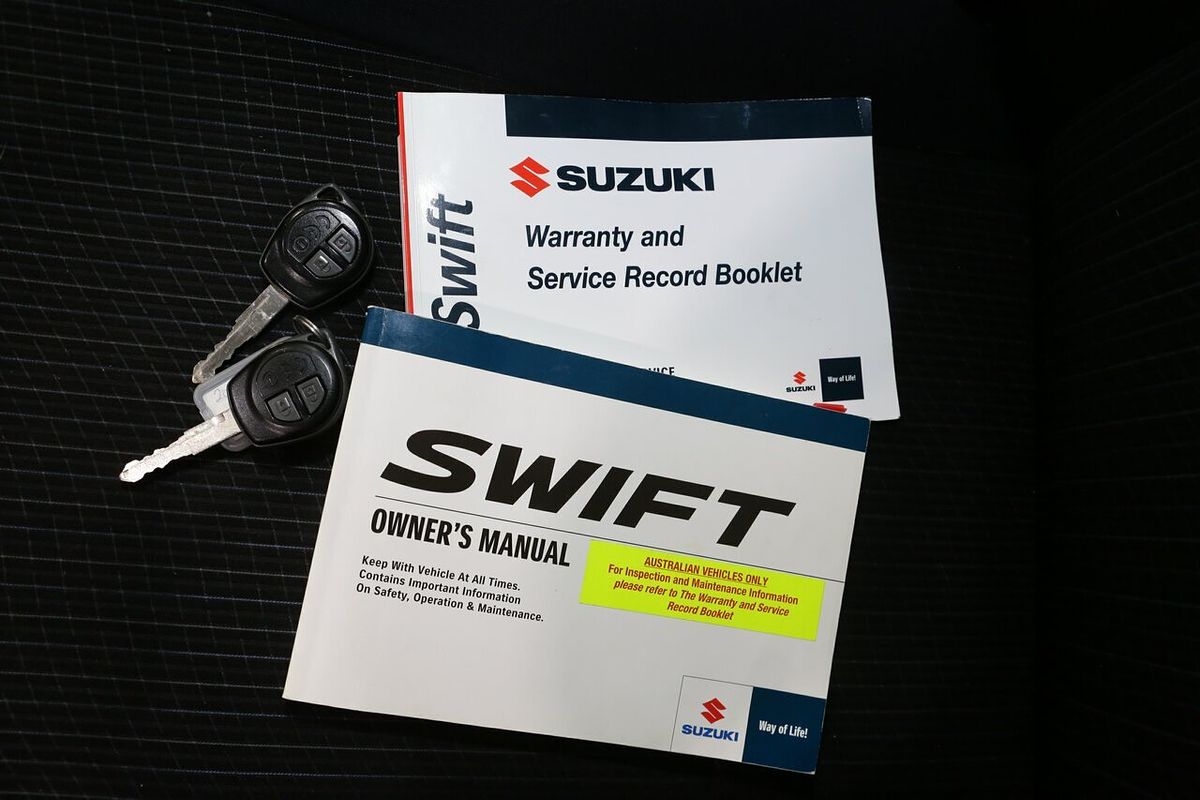 SUZUKI
Warranty and
Service Record Booklet
Swift
SUZUKI
Way of Life!
SWIFT
OWNER'S MANUAL
Keep With Vehicle At All Times.
Contains Important Information
On Safety, Operation & Maintenance.
AUSTRALIAN VEHICLES ONLY
For Inspection and Maintenance Information
please refer to The Warranty and Service
Record Booklet
SUZUKI
Way of Life!